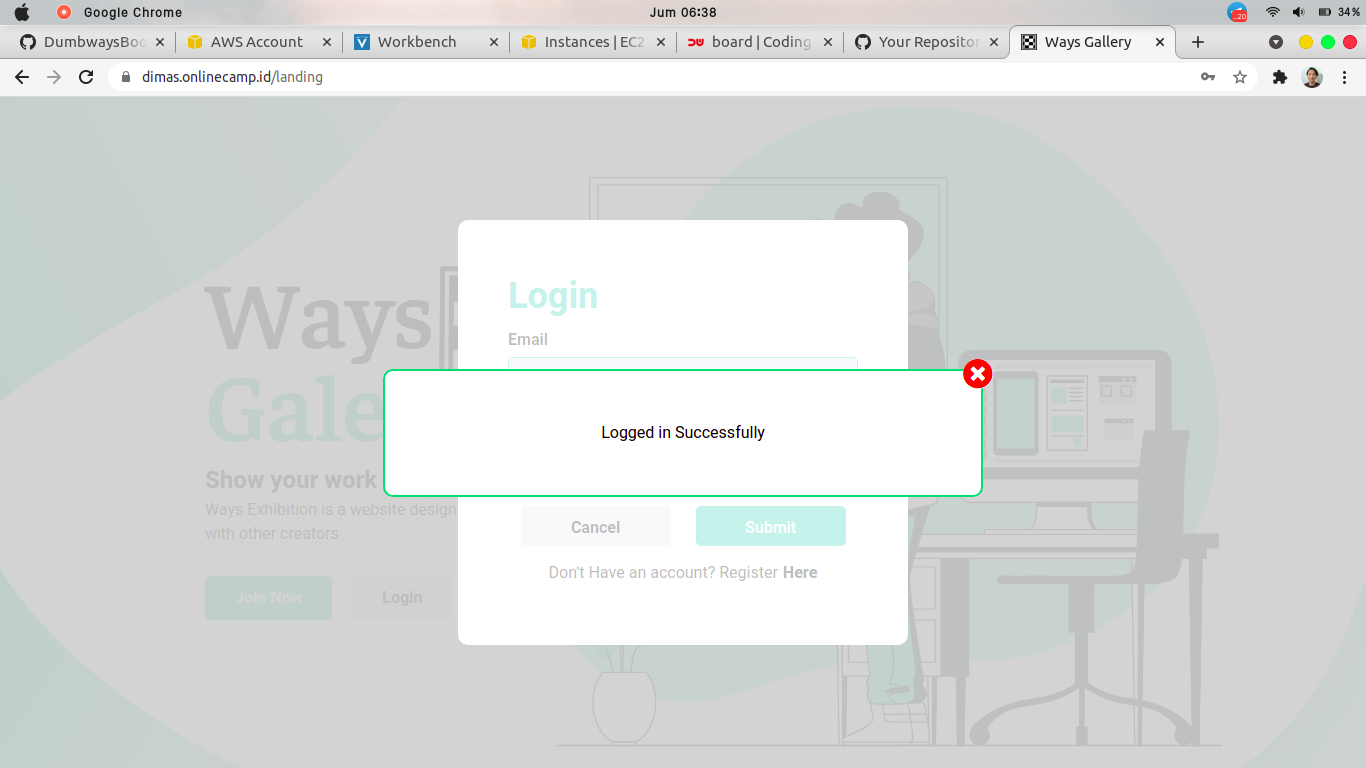 Google Chrome
Jum 06:38
...20
34%
DumbwaysBoo
AWS Account
Workbench
Instances | EC2
board | Coding
Your Repositor
Ways Gallery
dimas.onlinecamp.id/landing
Ways
Gale
Show your work
Ways Exhibition is a website design
with other creators
Join Now
Login
Login
Email
Logged in Successfully
Cancel
Submit
Don't Have an account? Register Here